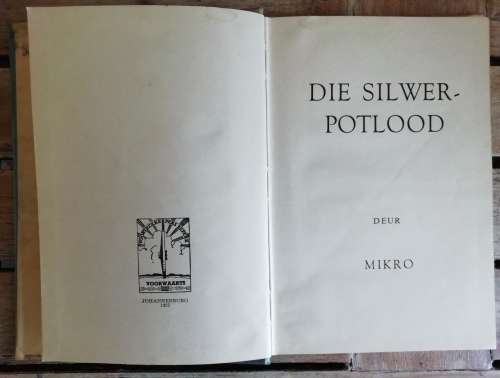 VOORWAARTS
JOHANNESBURG
DIE SILWER-
POTLOOD
DEUR
MIKRO